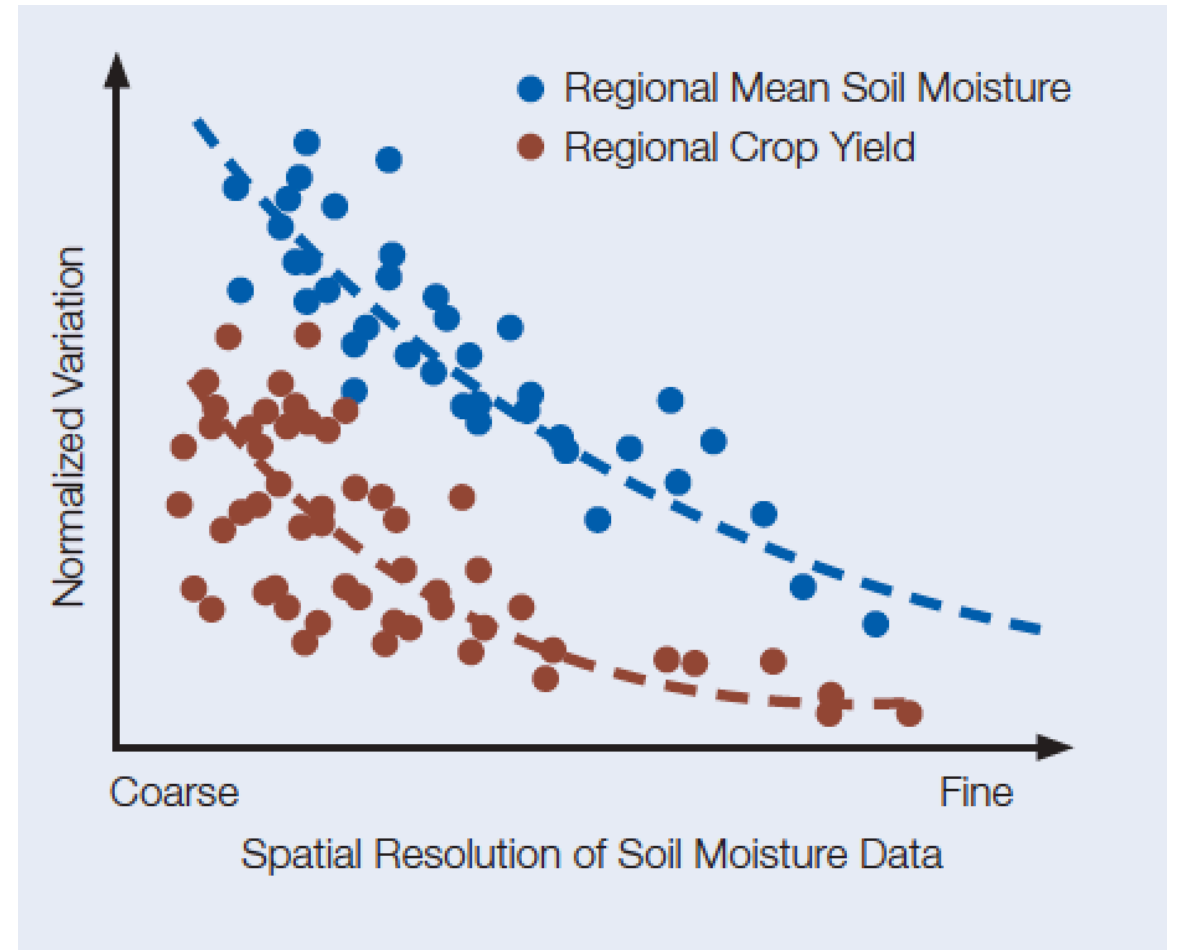 Regional Mean Soil Moisture
Regional Crop Yield
Normalized Variation
Coarse
Fine
Spatial Resolution of Soil Moisture Data